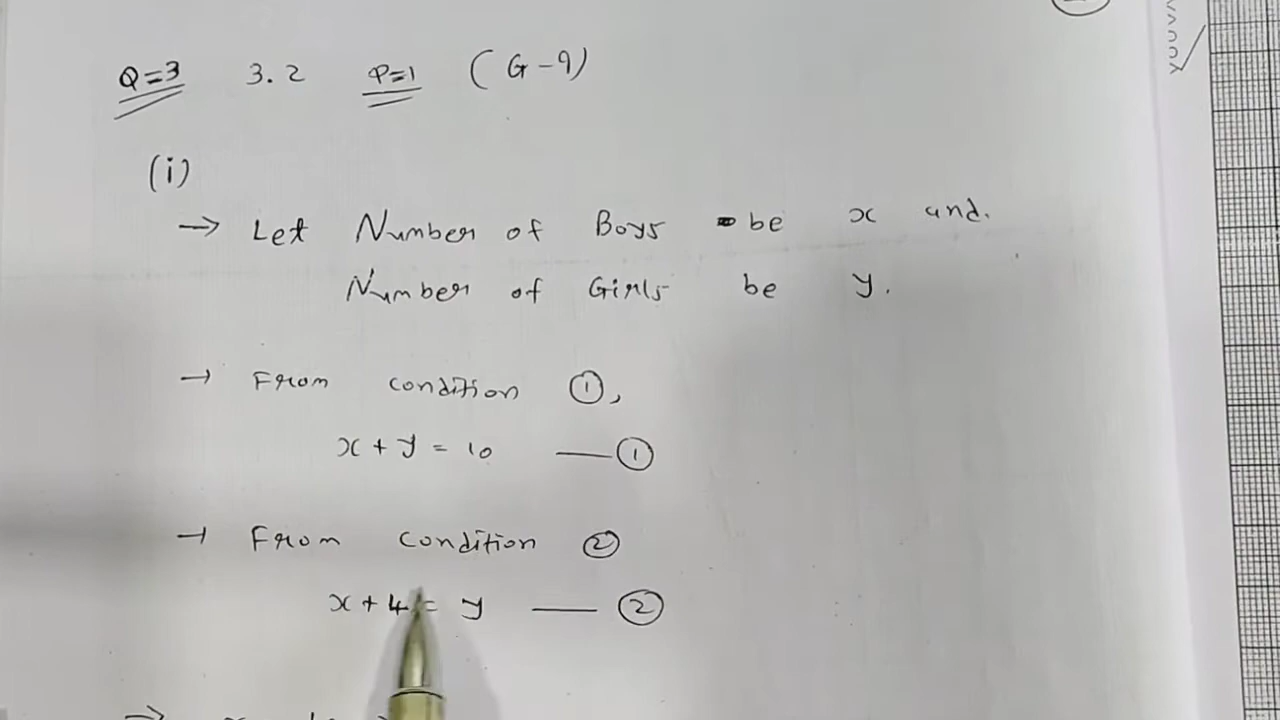 Q=3 3.2 P=1 (G-9)
(i)
→ Let Number of Boys be x and.
Number of Girls be y.
→ From condition ①,
x + y = 10 —— ①
→ From condition ②
x + 4 = y —— ②